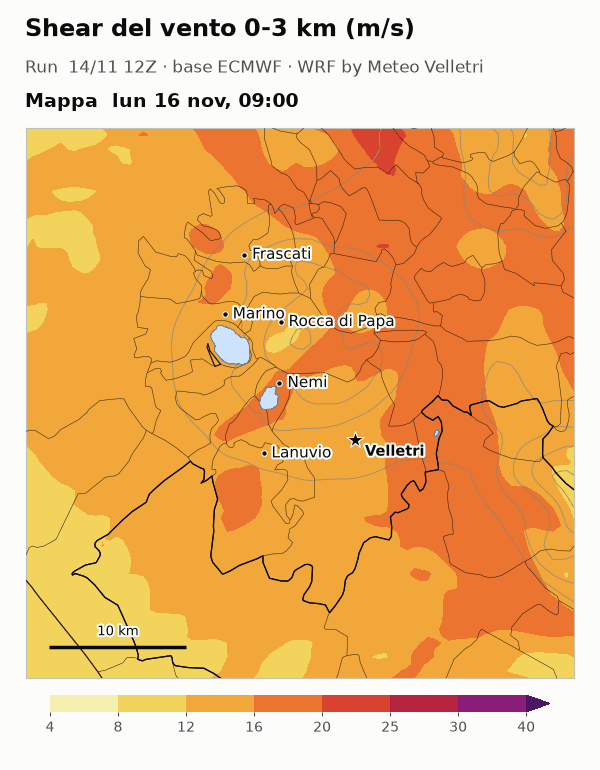 Shear del vento 0-3 km (m/s)
Run  14/11 12Z · base ECMWF · WRF by Meteo Velletri
Mappa  lun 16 nov, 09:00
Frascati
Marino
Rocca di Papa
Nemi
Velletri
Lanuvio
10 km
4 8 12 16 20 25 30 40